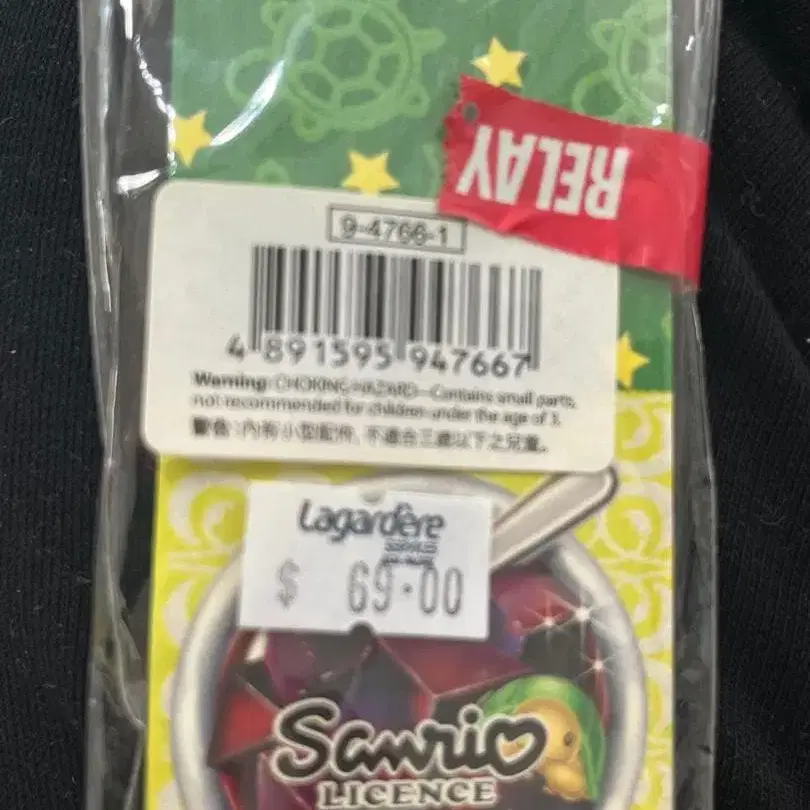 RELAY
9-4766-1
4 891595 947667
Warning: CHOKING HAZARD—Contains small parts,
not recommended for children under the age of 3.
警告：內有小型配件，不適合三歲以下之兒童。
Lagardère
$ 69.00
Sanrio
LICENCE